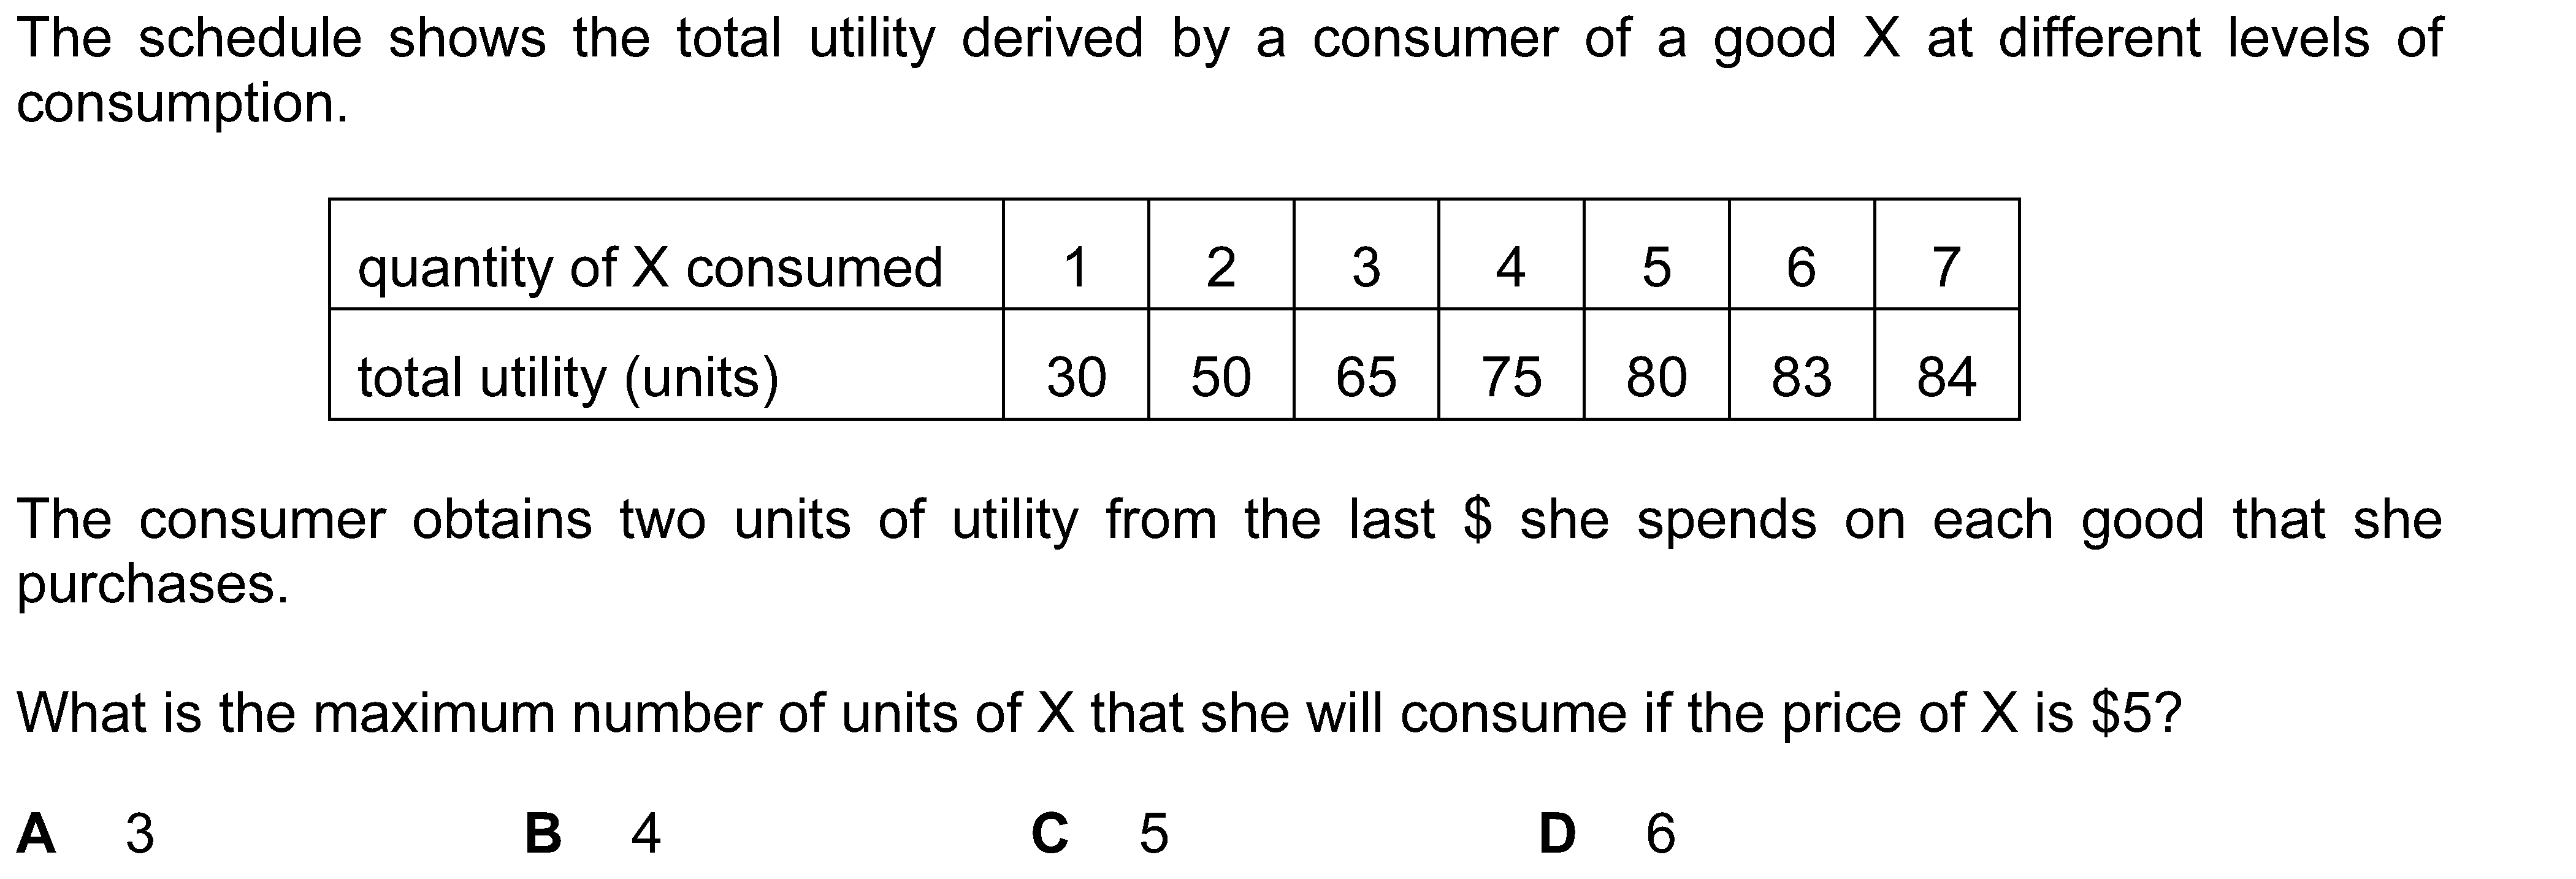 The schedule shows the total utility derived by a consumer of a good X at different levels of
consumption.
quantity of X consumed 1 2 3 4 5 6 7
total utility (units) 30 50 65 75 80 83 84
The consumer obtains two units of utility from the last $ she spends on each good that she
purchases.
What is the maximum number of units of X that she will consume if the price of X is $5?
A 3 B 4 C 5 D 6